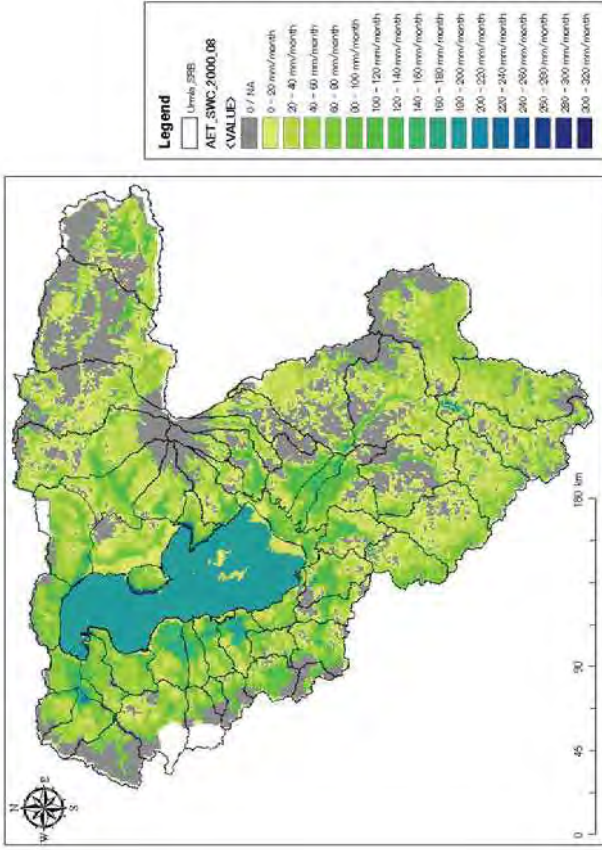 Legend
Urmia_SRB
AET_SWC_2000_08
<VALUE>
0 / NA
0 - 20 mm/month
20 - 40 mm/month
40 - 60 mm/month
60 - 80 mm/month
80 - 100 mm/month
100 - 120 mm/month
120 - 140 mm/month
140 - 160 mm/month
160 - 180 mm/month
180 - 200 mm/month
200 - 220 mm/month
220 - 240 mm/month
240 - 260 mm/month
260 - 280 mm/month
280 - 300 mm/month
300 - 320 mm/month
N
W
E
S
0 45 90 180 km